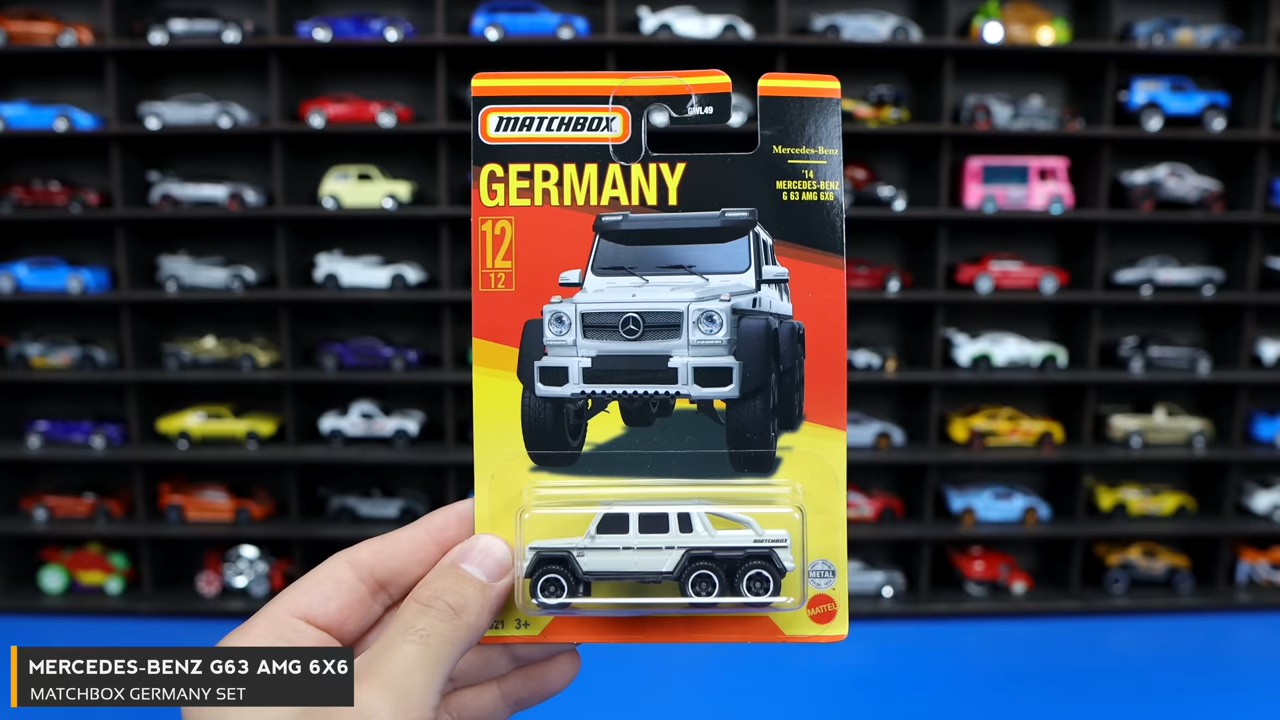 MATCHBOX
GWL49
GERMANY
12
12
Mercedes-Benz
'14
MERCEDES-BENZ
G 63 AMG 6X6
MATCHBOX
METAL
MATTEL
3+
MERCEDES-BENZ G63 AMG 6X6
MATCHBOX GERMANY SET